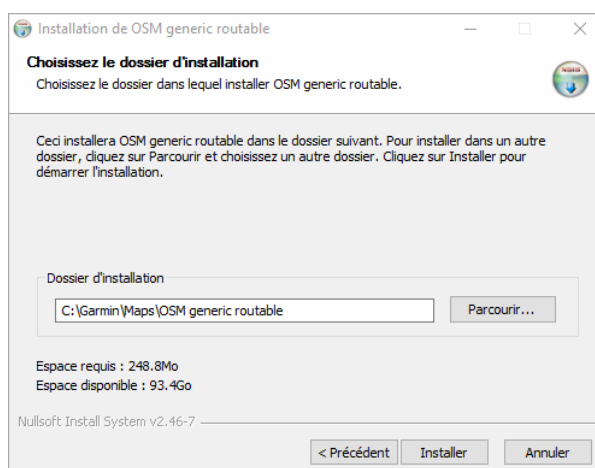 Installation de OSM generic routable
Choisissez le dossier d'installation
Choisissez le dossier dans lequel installer OSM generic routable.
NSIS
Ceci installera OSM generic routable dans le dossier suivant. Pour installer dans un autre
dossier, cliquez sur Parcourir et choisissez un autre dossier. Cliquez sur Installer pour
démarrer l'installation.
Dossier d'installation
C:\Garmin\Maps\OSM generic routable
Parcourir...
Espace requis : 248.8Mo
Espace disponible : 93.4Go
Nullsoft Install System v2.46-7
< Précédent
Installer
Annuler